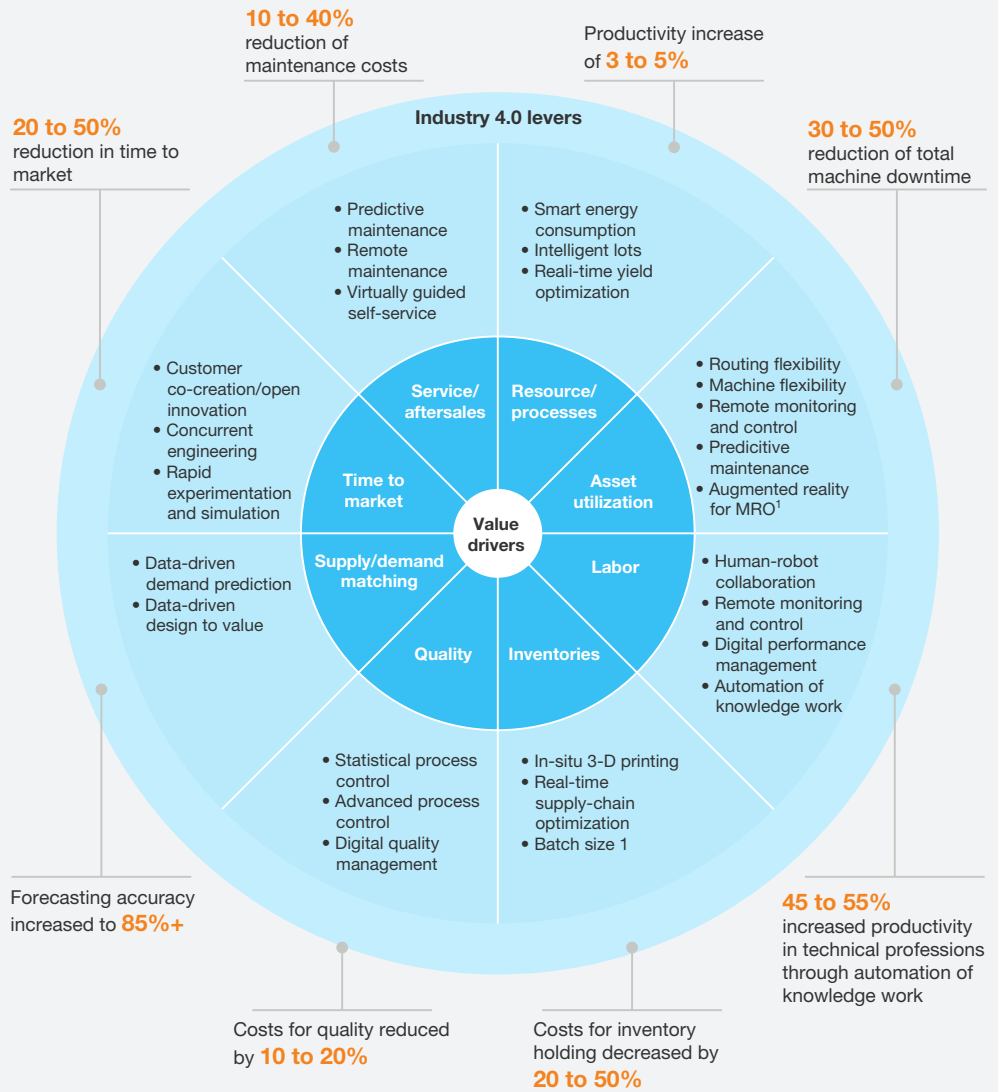 10 to 40%
reduction of
maintenance costs
Productivity increase
of 3 to 5%
20 to 50%
reduction in time to
market
30 to 50%
reduction of total
machine downtime
Industry 4.0 levers
• Predictive
maintenance
• Remote
maintenance
• Virtually guided
self-service
• Smart energy
consumption
• Intelligent lots
• Reali-time yield
optimization
• Customer
co-creation/open
innovation
• Concurrent
engineering
• Rapid
experimentation
and simulation
• Routing flexibility
• Machine flexibility
• Remote monitoring
and control
• Predicitive
maintenance
• Augmented reality
for MRO¹
Service/
aftersales
Resource/
processes
Time to
market
Asset
utilization
Value
drivers
Supply/demand
matching
Labor
Quality
Inventories
• Data-driven
demand prediction
• Data-driven
design to value
• Human-robot
collaboration
• Remote monitoring
and control
• Digital performance
management
• Automation of
knowledge work
• Statistical process
control
• Advanced process
control
• Digital quality
management
• In-situ 3-D printing
• Real-time
supply-chain
optimization
• Batch size 1
Forecasting accuracy
increased to 85%+
45 to 55%
increased productivity
in technical professions
through automation of
knowledge work
Costs for quality reduced
by 10 to 20%
Costs for inventory
holding decreased by
20 to 50%